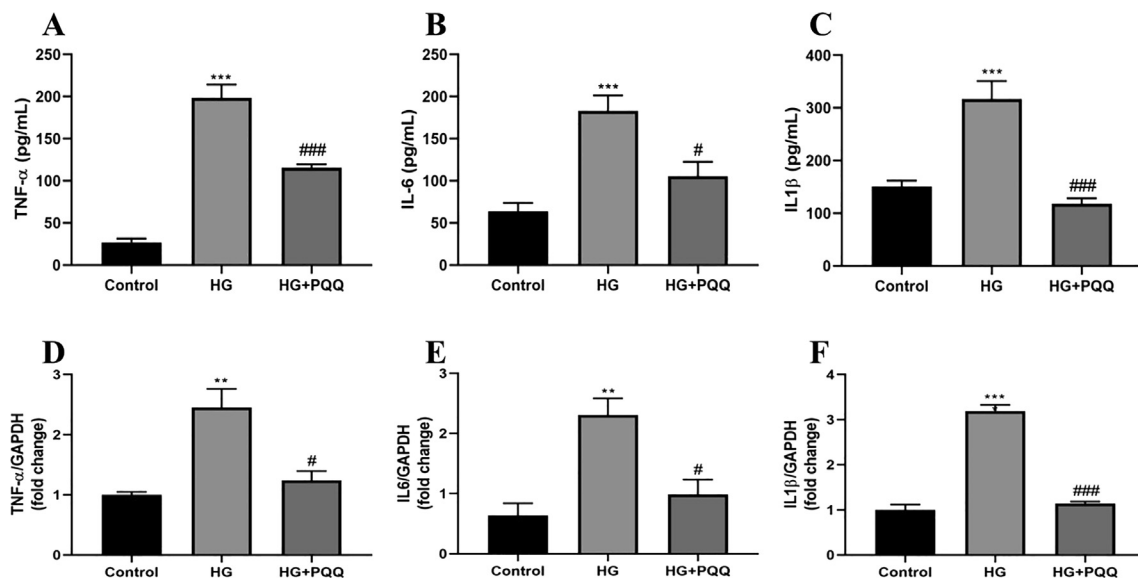 A
TNF-α (pg/mL)
250
200
150
100
50
0
***
###
Control HG HG+PQQ
B
IL-6 (pg/mL)
250
200
150
100
50
0
***
#
Control HG HG+PQQ
C
IL1β (pg/mL)
400
300
200
100
0
***
###
Control HG HG+PQQ
D
TNF-α/GAPDH
(fold change)
3
2
1
0
**
#
Control HG HG+PQQ
E
IL6/GAPDH
(fold change)
3
2
1
0
**
#
Control HG HG+PQQ
F
IL1β/GAPDH
(fold change)
4
3
2
1
0
***
###
Control HG HG+PQQ